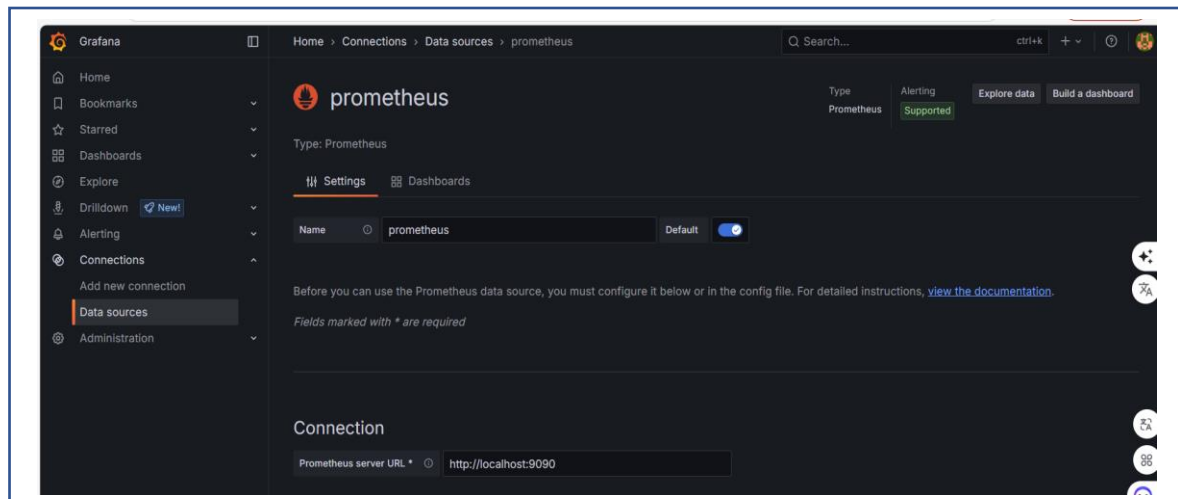 Grafana
Home › Connections › Data sources › prometheus
Search...
ctrl+k
Home
Bookmarks
Starred
Dashboards
Explore
Drilldown New!
Alerting
Connections
Add new connection
Data sources
Administration
prometheus
Type
Prometheus
Alerting
Supported
Explore data
Build a dashboard
Type: Prometheus
Settings
Dashboards
Name prometheus Default
Before you can use the Prometheus data source, you must configure it below or in the config file. For detailed instructions, view the documentation.
Fields marked with * are required
Connection
Prometheus server URL * http://localhost:9090